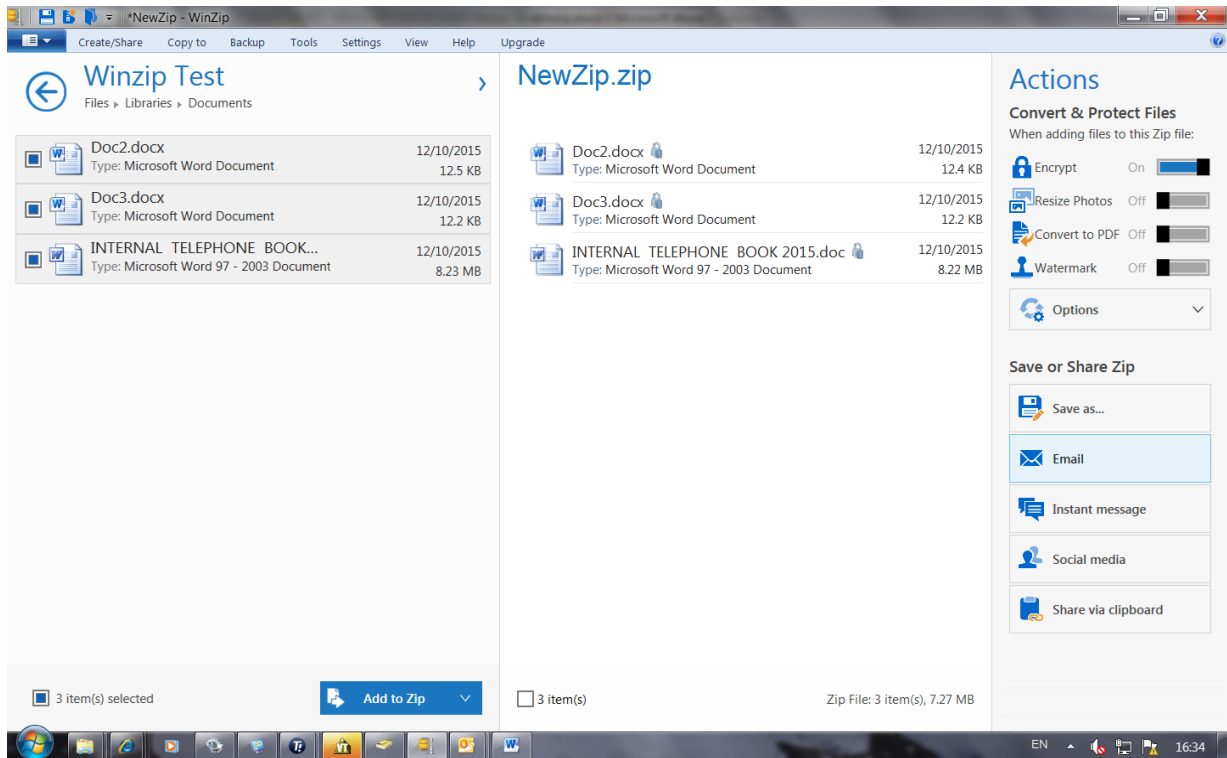 *NewZip - WinZip
Create/Share Copy to Backup Tools Settings View Help Upgrade
Winzip Test
Files ▸ Libraries ▸ Documents
Doc2.docx 12/10/2015
Type: Microsoft Word Document 12.5 KB
Doc3.docx 12/10/2015
Type: Microsoft Word Document 12.2 KB
INTERNAL TELEPHONE BOOK... 12/10/2015
Type: Microsoft Word 97 - 2003 Document 8.23 MB
3 item(s) selected
Add to Zip
NewZip.zip
Doc2.docx 12/10/2015
Type: Microsoft Word Document 12.4 KB
Doc3.docx 12/10/2015
Type: Microsoft Word Document 12.2 KB
INTERNAL TELEPHONE BOOK 2015.doc 12/10/2015
Type: Microsoft Word 97 - 2003 Document 8.22 MB
3 item(s)
Zip File: 3 item(s), 7.27 MB
Actions
Convert & Protect Files
When adding files to this Zip file:
Encrypt On
Resize Photos Off
Convert to PDF Off
Watermark Off
Options
Save or Share Zip
Save as...
Email
Instant message
Social media
Share via clipboard
EN 16:34